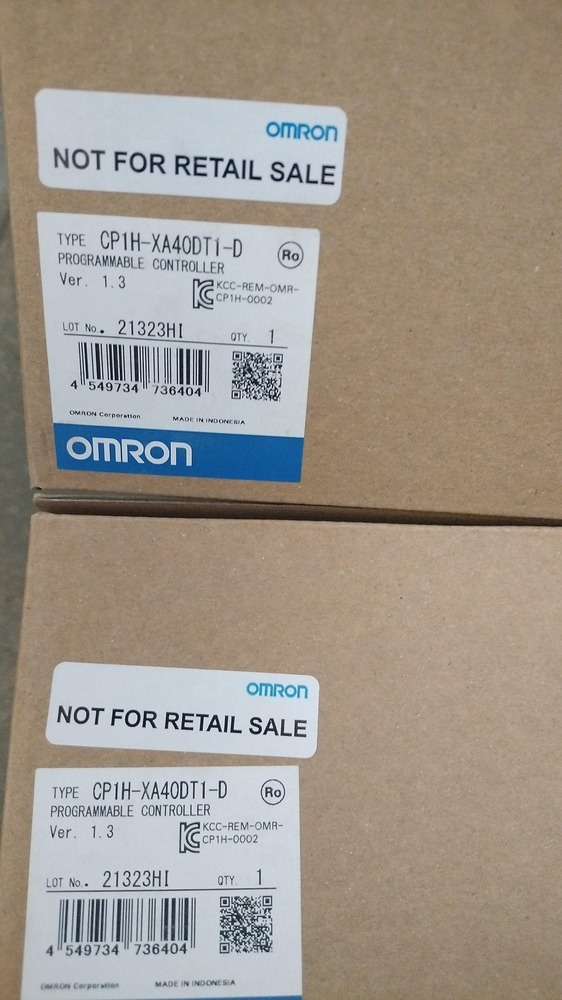 OMRON
NOT FOR RETAIL SALE
TYPE CP1H-XA40DT1-D
Ro
PROGRAMMABLE CONTROLLER
Ver. 1.3
KCC-REM-OMR-
CP1H-0002
LOT No. 21323HI QTY. 1
4 549734 736404
OMRON Corporation MADE IN INDONESIA
OMRON
OMRON
NOT FOR RETAIL SALE
TYPE CP1H-XA40DT1-D
Ro
PROGRAMMABLE CONTROLLER
Ver. 1.3
KCC-REM-OMR-
CP1H-0002
LOT No. 21323HI QTY. 1
4 549734 736404
OMRON Corporation MADE IN INDONESIA